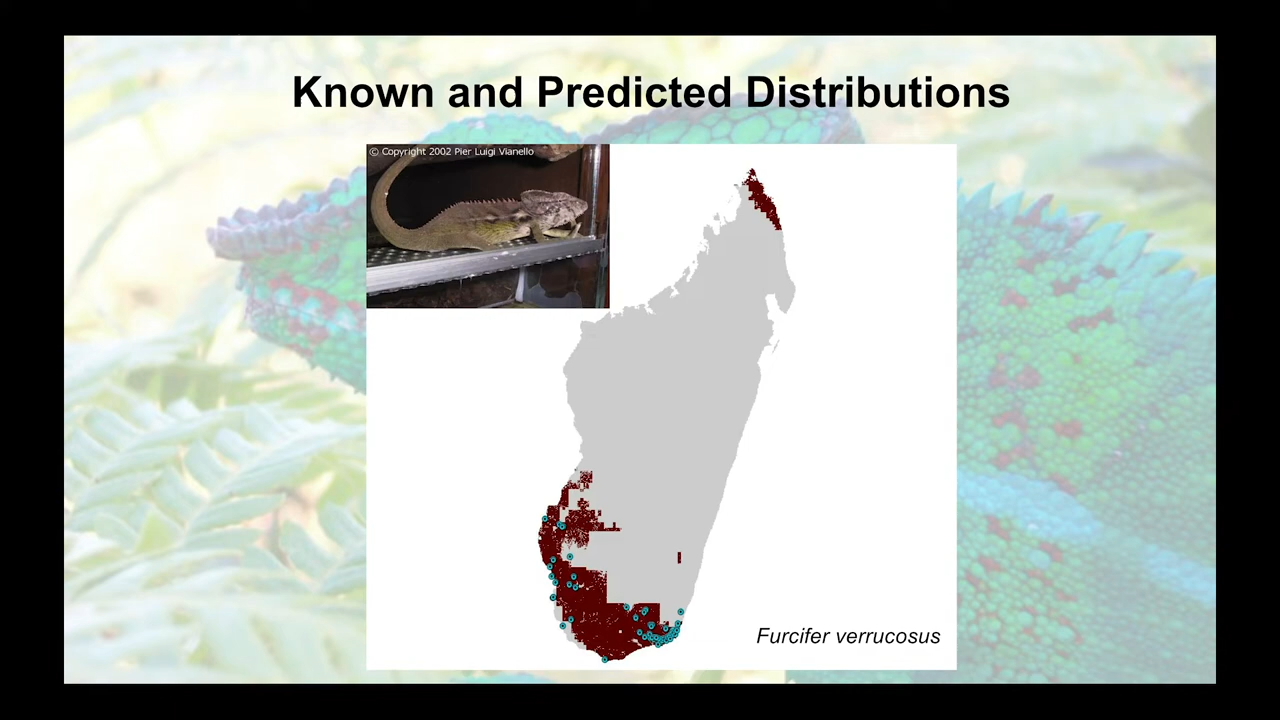 Known and Predicted Distributions
© Copyright 2002 Pier Luigi Vianello
Furcifer verrucosus